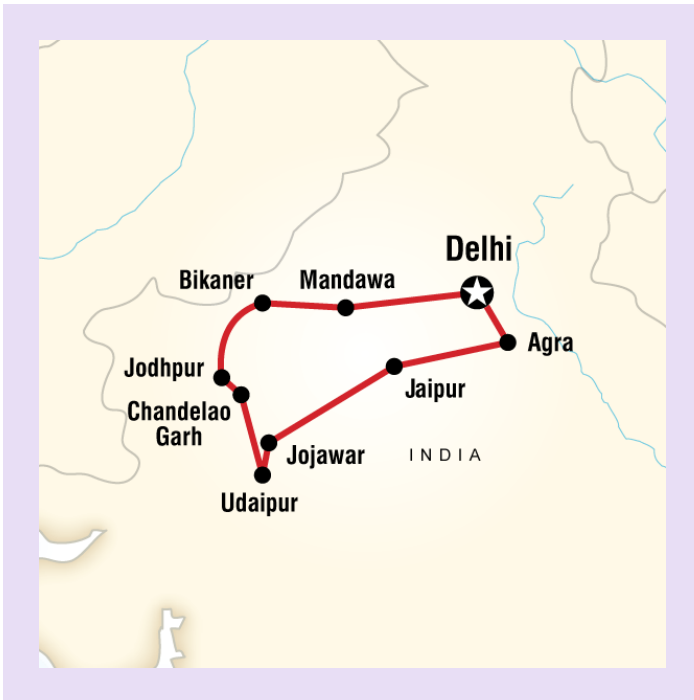 Delhi
Bikaner
Mandawa
Agra
Jodhpur
Jaipur
Chandelao
Garh
Jojawar
INDIA
Udaipur